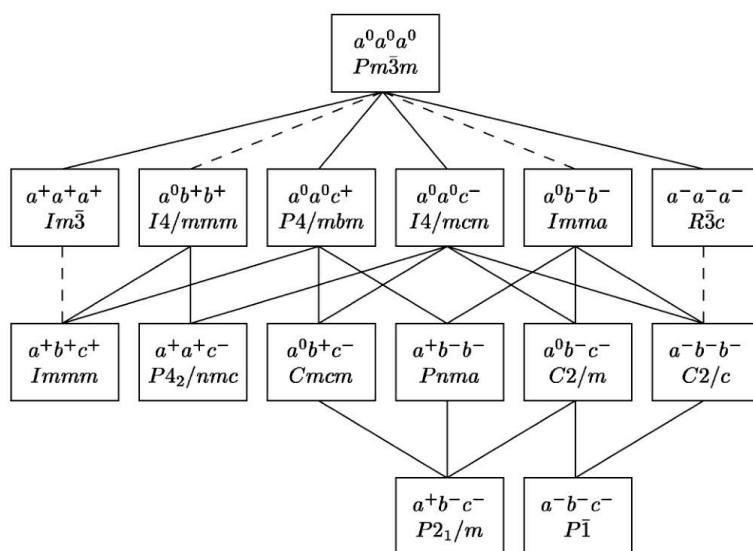 a⁰a⁰a⁰
Pm3̄m
a⁺a⁺a⁺
Im3̄
a⁰b⁺b⁺
I4/mmm
a⁰a⁰c⁺
P4/mbm
a⁰a⁰c⁻
I4/mcm
a⁰b⁻b⁻
Imma
a⁻a⁻a⁻
R3̄c
a⁺b⁺c⁺
Immm
a⁺a⁺c⁻
P4₂/nmc
a⁰b⁺c⁻
Cmcm
a⁺b⁻b⁻
Pnma
a⁰b⁻c⁻
C2/m
a⁻b⁻b⁻
C2/c
a⁺b⁻c⁻
P2₁/m
a⁻b⁻c⁻
P1̄